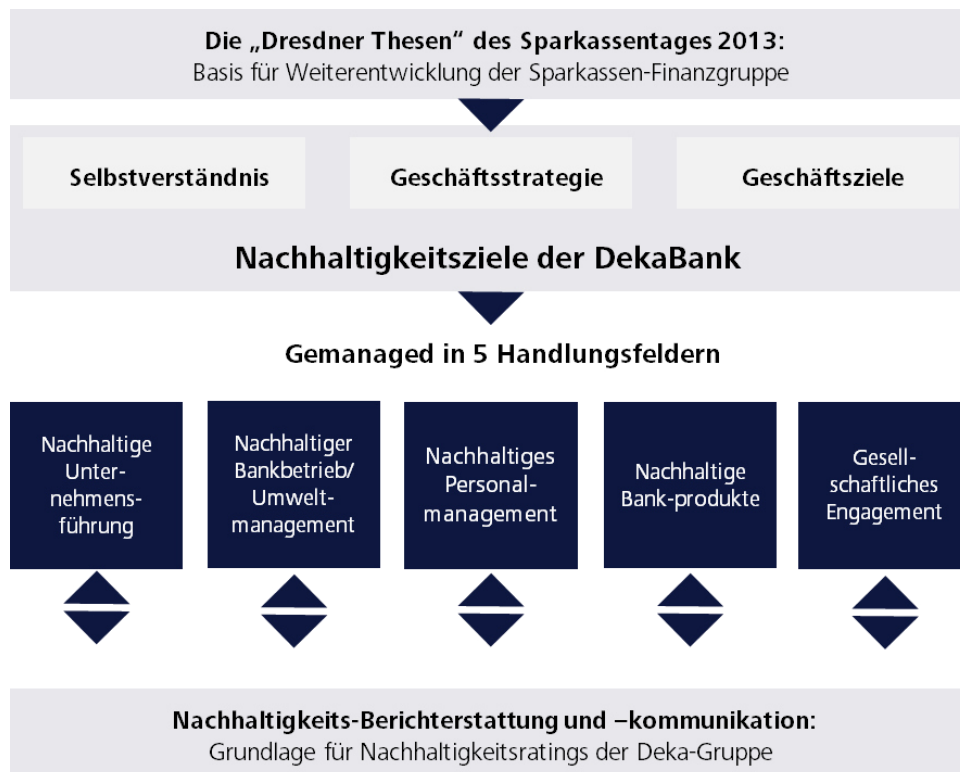 Die „Dresdner Thesen“ des Sparkassentages 2013:
Basis für Weiterentwicklung der Sparkassen-Finanzgruppe
Selbstverständnis
Geschäftsstrategie
Geschäftsziele
Nachhaltigkeitsziele der DekaBank
Gemanaged in 5 Handlungsfeldern
Nachhaltige
Unter-
nehmens-
führung
Nachhaltiger
Bankbetrieb/
Umwelt-
management
Nachhaltiges
Personal-
management
Nachhaltige
Bank-produkte
Gesell-
schaftliches
Engagement
Nachhaltigkeits-Berichterstattung und –kommunikation:
Grundlage für Nachhaltigkeitsratings der Deka-Gruppe